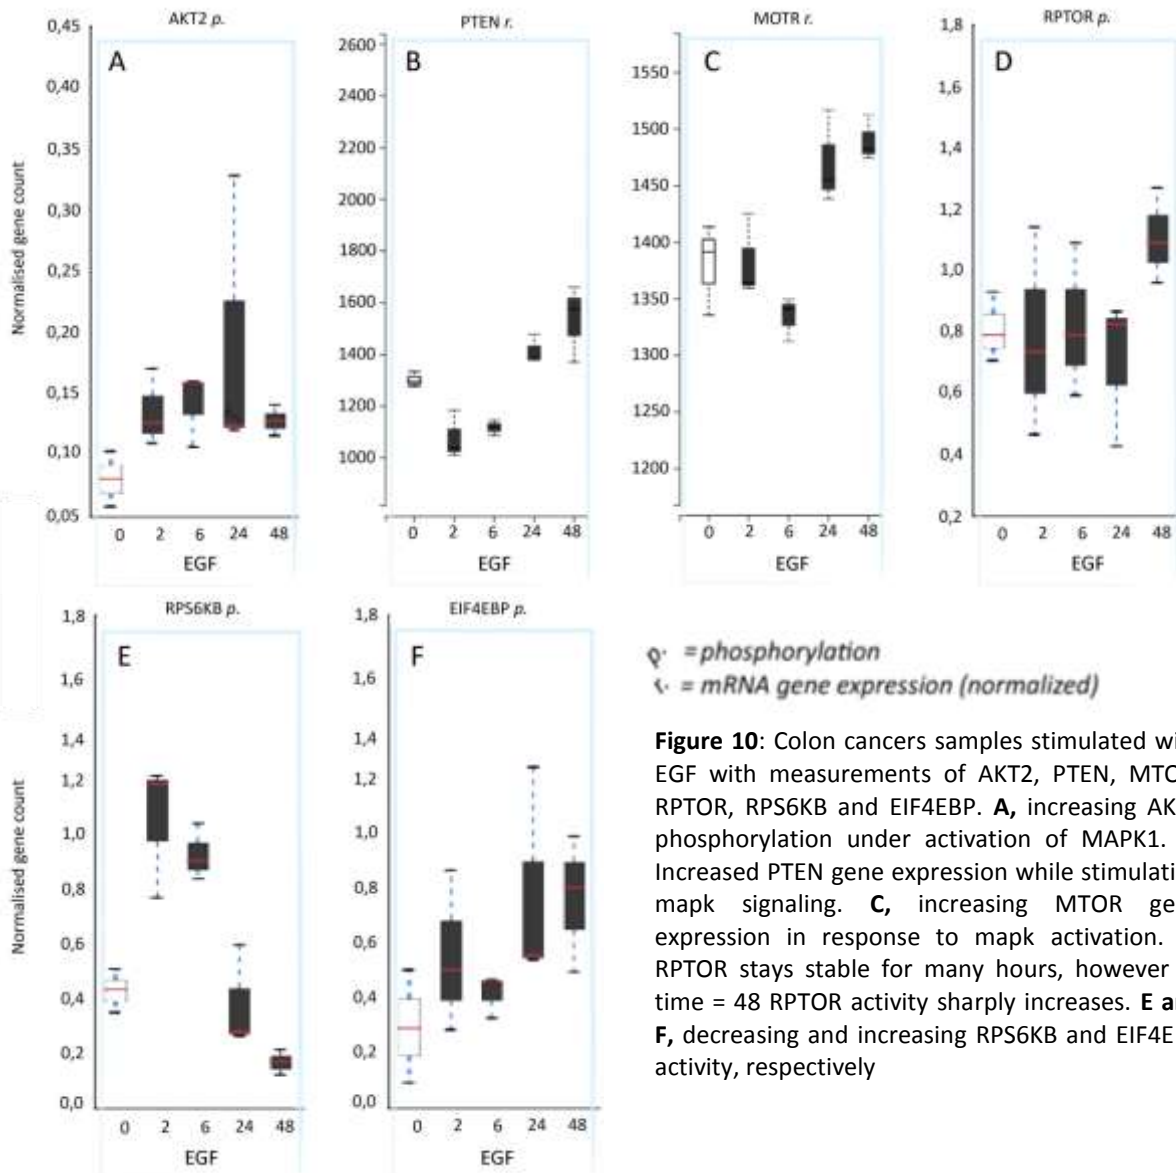 AKT2 p.
PTEN r.
MOTR r.
RPTOR p.
Normalised gene count
0,45
0,40
0,35
0,30
0,25
0,20
0,15
0,10
0,05
A
0 2 6 24 48
EGF
2600
2400
2200
2000
1800
1600
1400
1200
1000
B
0 2 6 24 48
EGF
1550
1500
1450
1400
1350
1300
1250
1200
C
0 2 6 24 48
EGF
1,8
1,6
1,4
1,2
1,0
0,8
0,6
0,4
0,2
D
0 2 6 24 48
EGF
RPS6KB p.
EIF4EBP p.
Normalised gene count
1,8
1,6
1,4
1,2
1,0
0,8
0,6
0,4
0,2
0,0
E
0 2 6 24 48
EGF
1,8
1,6
1,4
1,2
1,0
0,8
0,6
0,4
0,2
0,0
F
0 2 6 24 48
EGF
= phosphorylation
= mRNA gene expression (normalized)
Figure 10: Colon cancers samples stimulated wi
EGF with measurements of AKT2, PTEN, MTO
RPTOR, RPS6KB and EIF4EBP. A, increasing AK
phosphorylation under activation of MAPK1.
Increased PTEN gene expression while stimulati
mapk signaling. C, increasing MTOR ge
expression in response to mapk activation.
RPTOR stays stable for many hours, however
time = 48 RPTOR activity sharply increases. E a
F, decreasing and increasing RPS6KB and EIF4E
activity, respectively